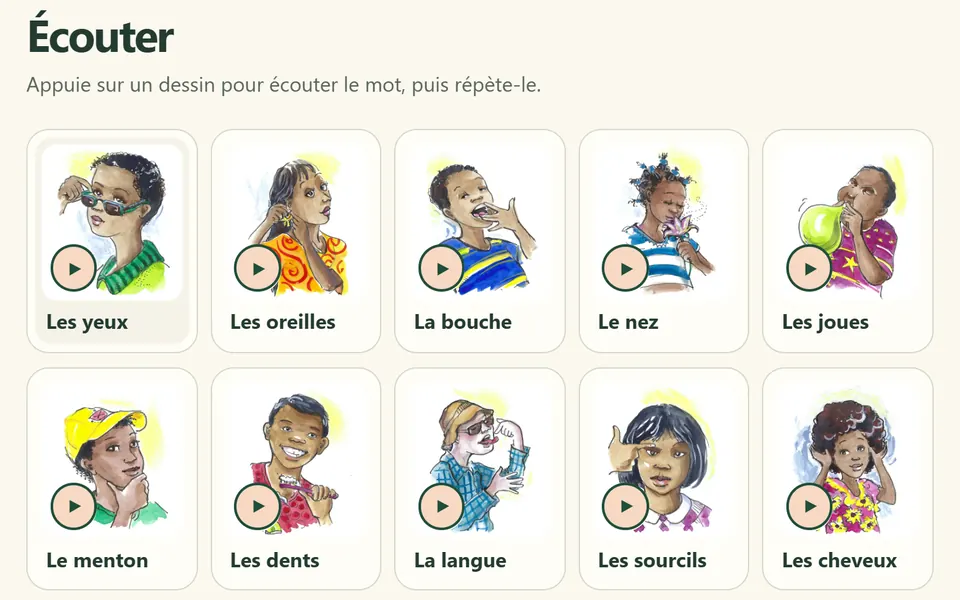 Écouter
Appuie sur un dessin pour écouter le mot, puis répète-le.
Les yeux
Les oreilles
La bouche
Le nez
Les joues
Le menton
Les dents
La langue
Les sourcils
Les cheveux